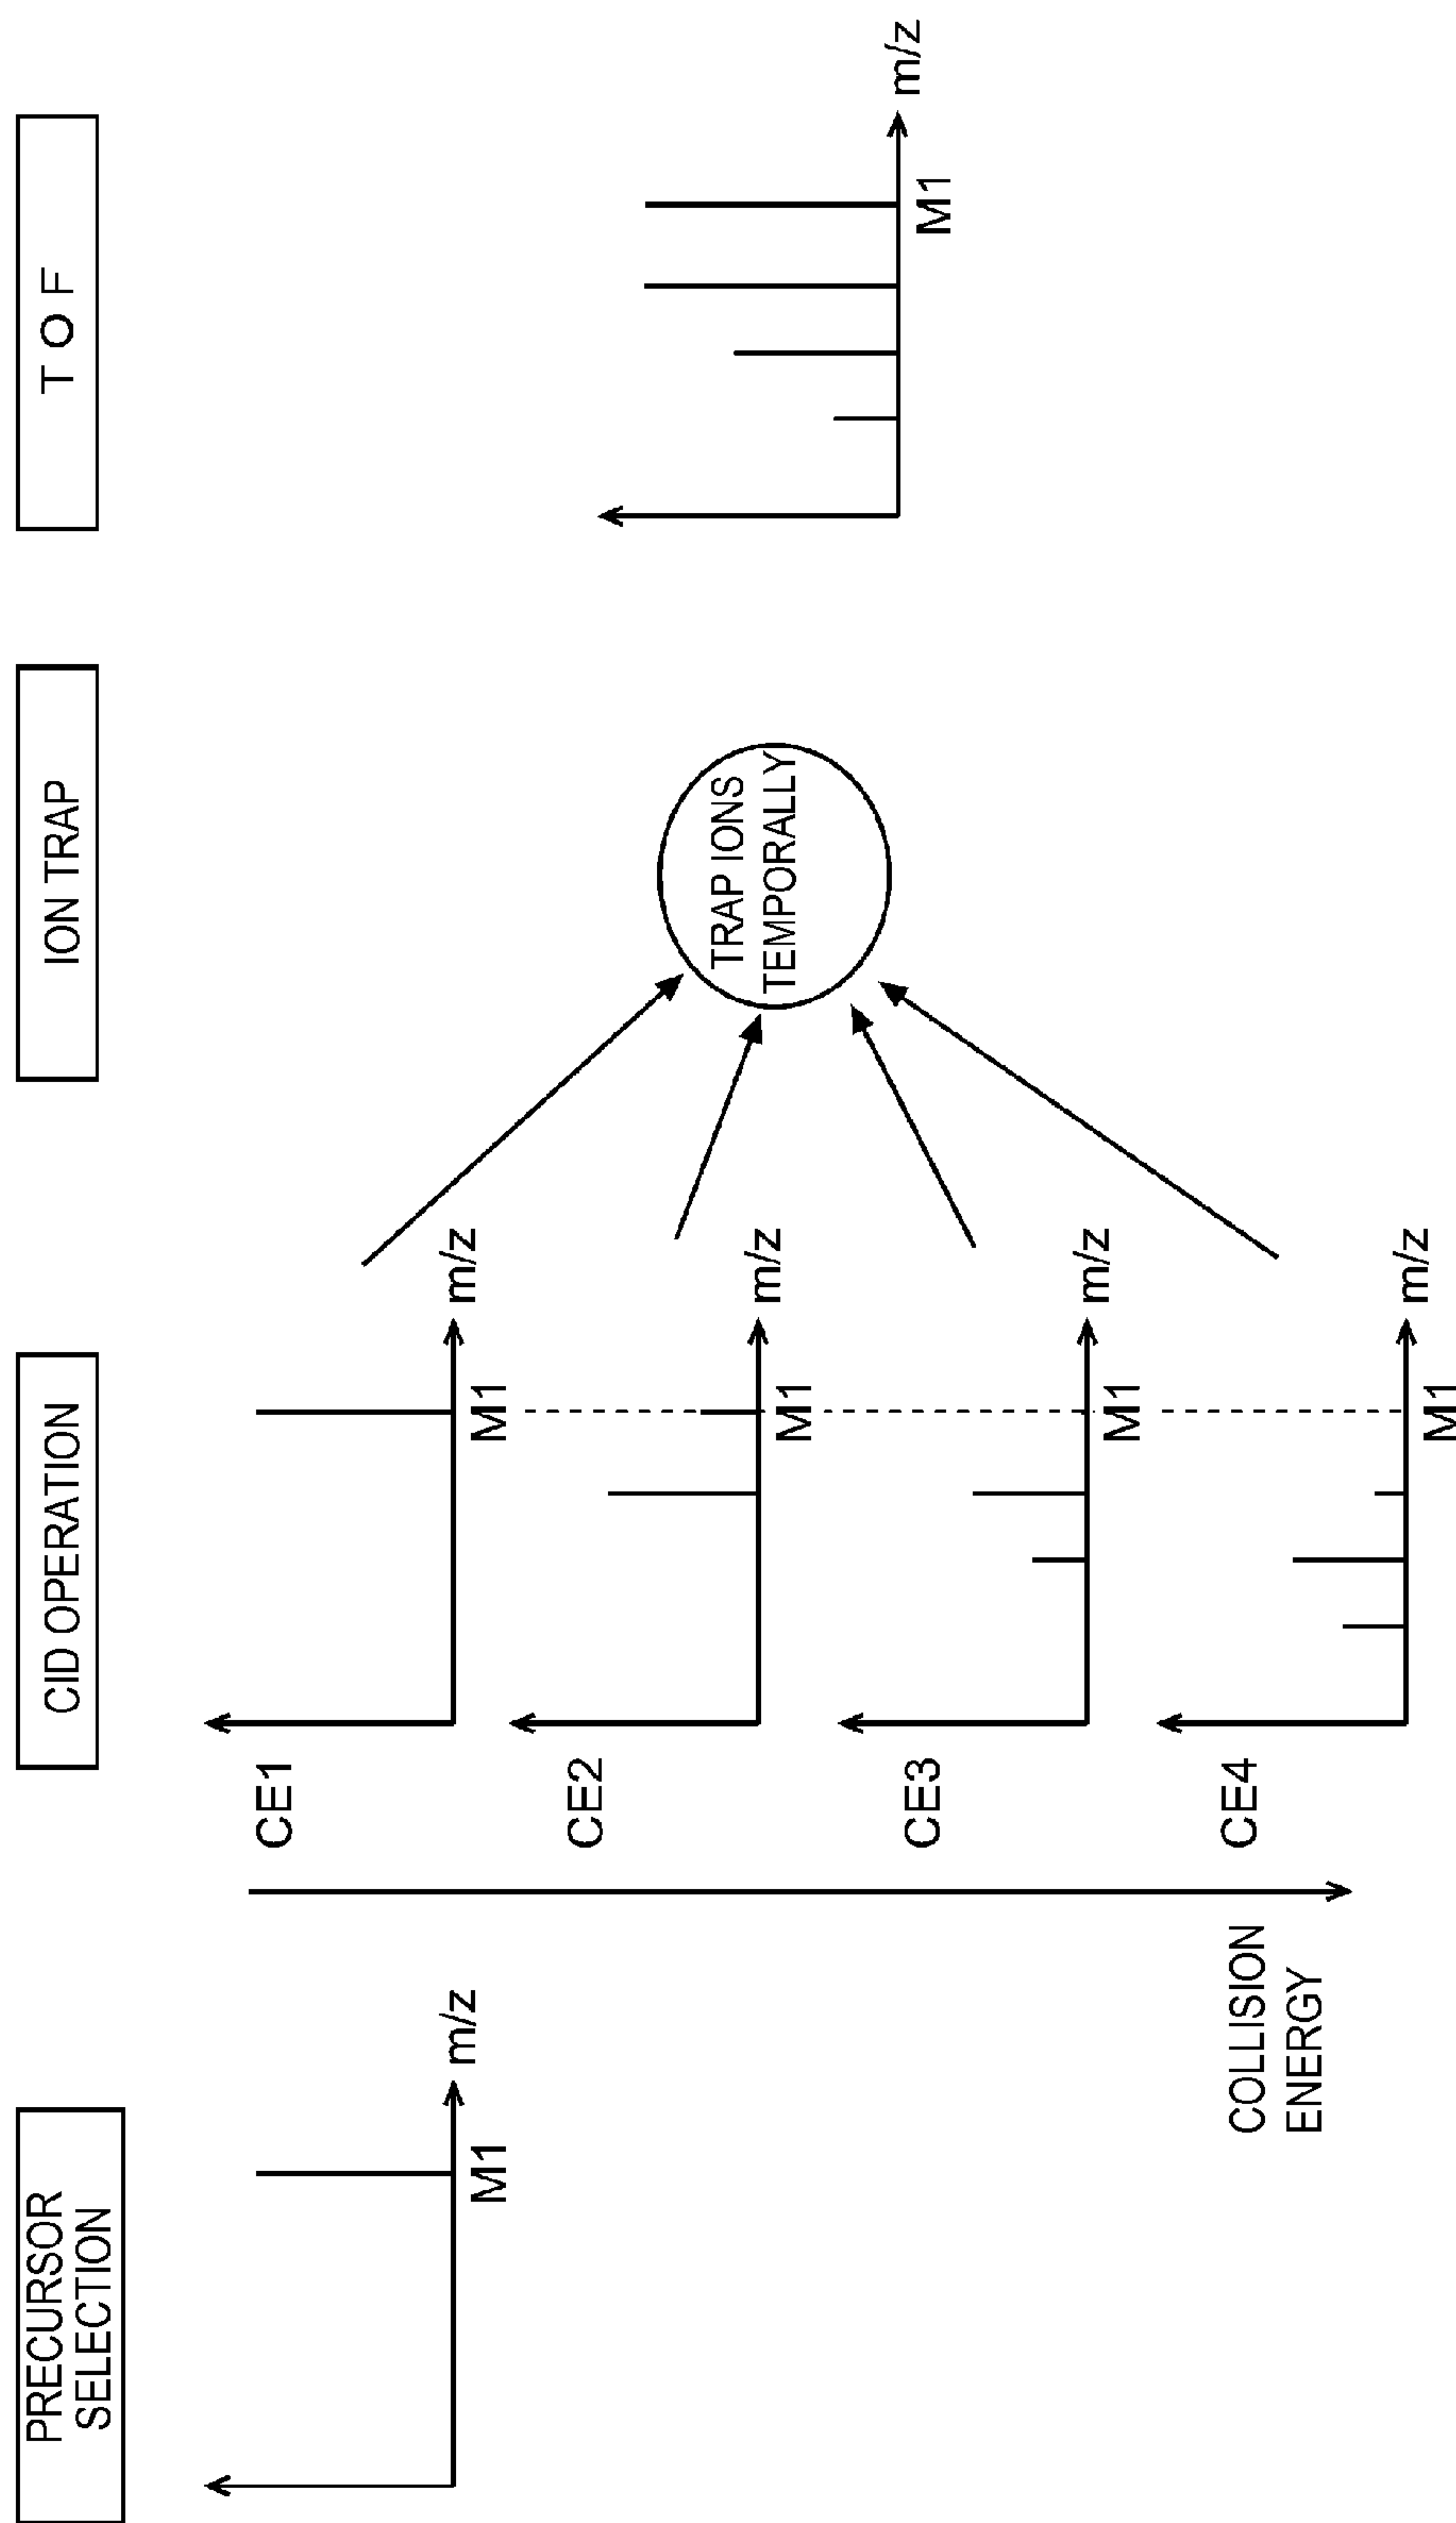 PRECURSOR
SELECTION
CID OPERATION
ION TRAP
T O F
m/z
M1
COLLISION
ENERGY
CE1
m/z
M1
CE2
m/z
M1
CE3
m/z
M1
CE4
m/z
M1
TRAP IONS
TEMPORALLY
m/z
M1